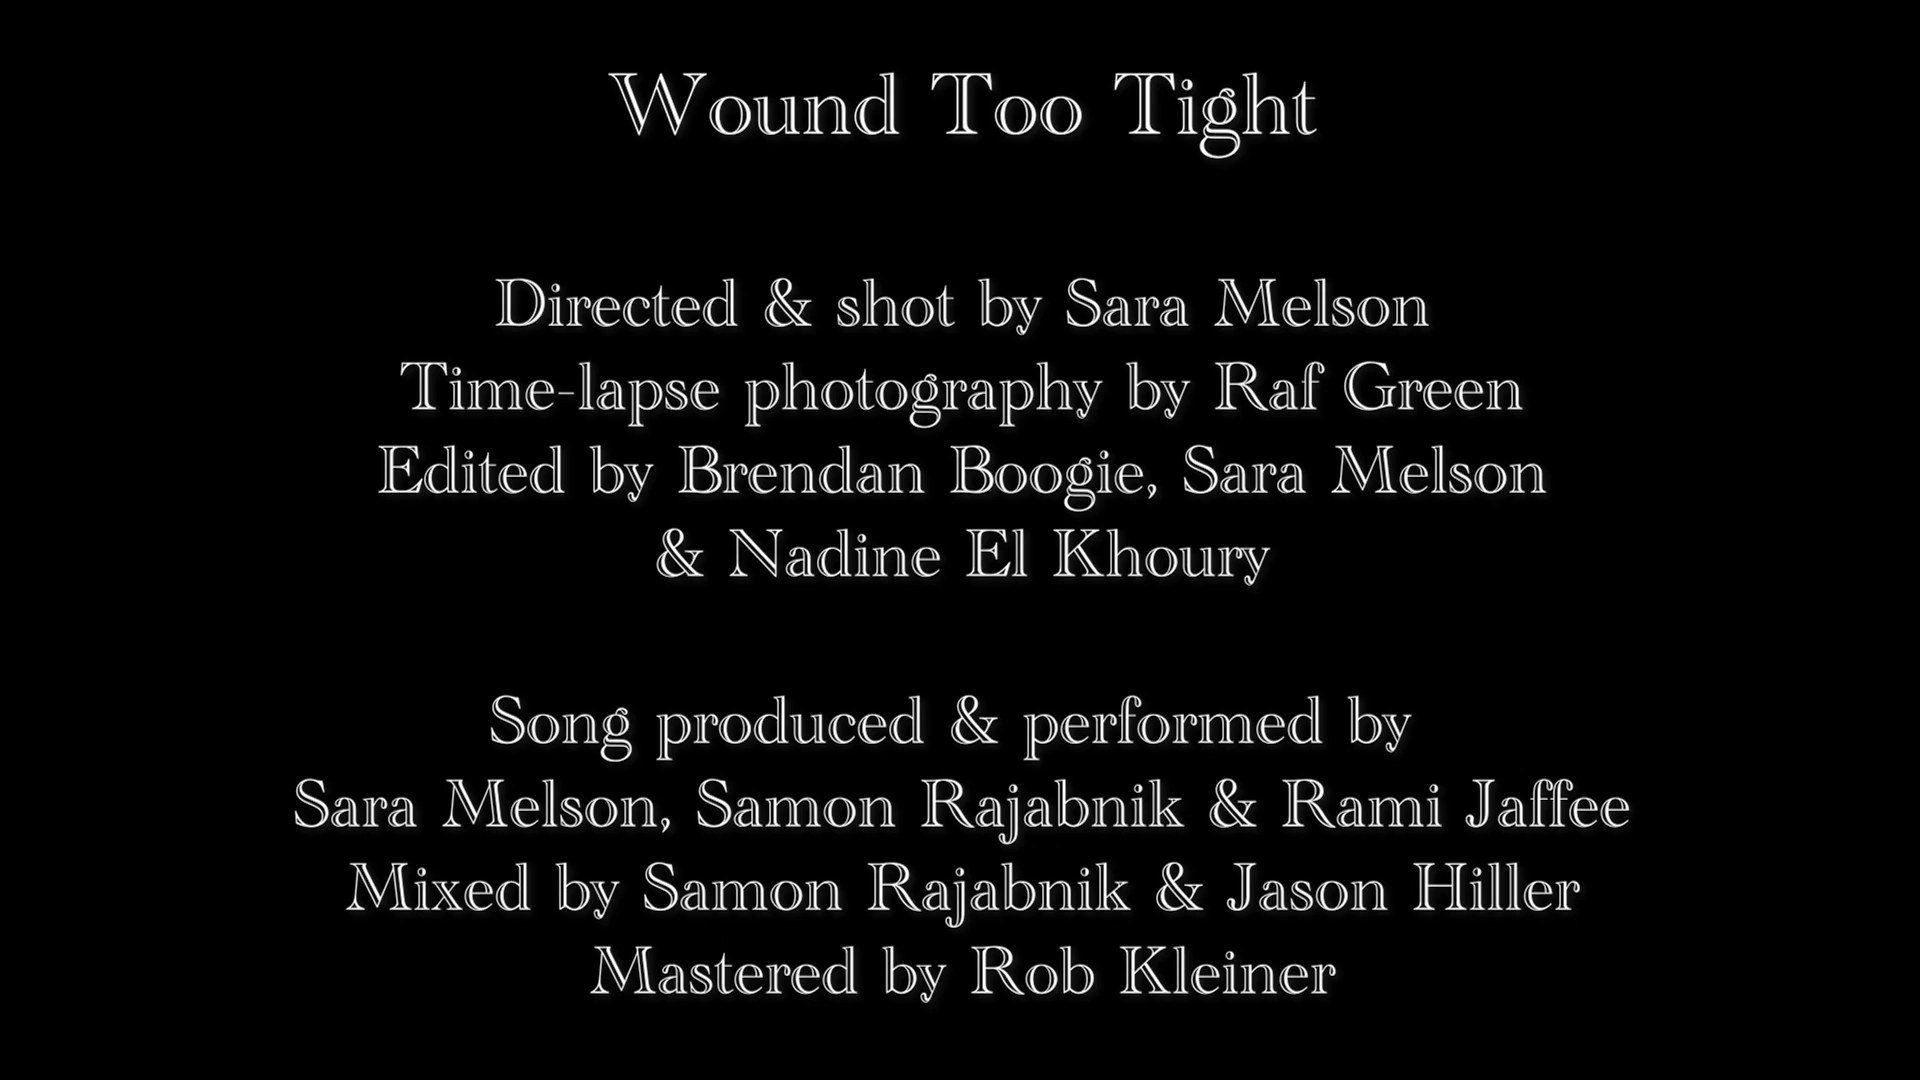 Wound Too Tight
Directed & shot by Sara Melson
Time-lapse photography by Raf Green
Edited by Brendan Boogie, Sara Melson
& Nadine El Khoury
Song produced & performed by
Sara Melson, Samon Rajabnik & Rami Jaffee
Mixed by Samon Rajabnik & Jason Hiller
Mastered by Rob Kleiner